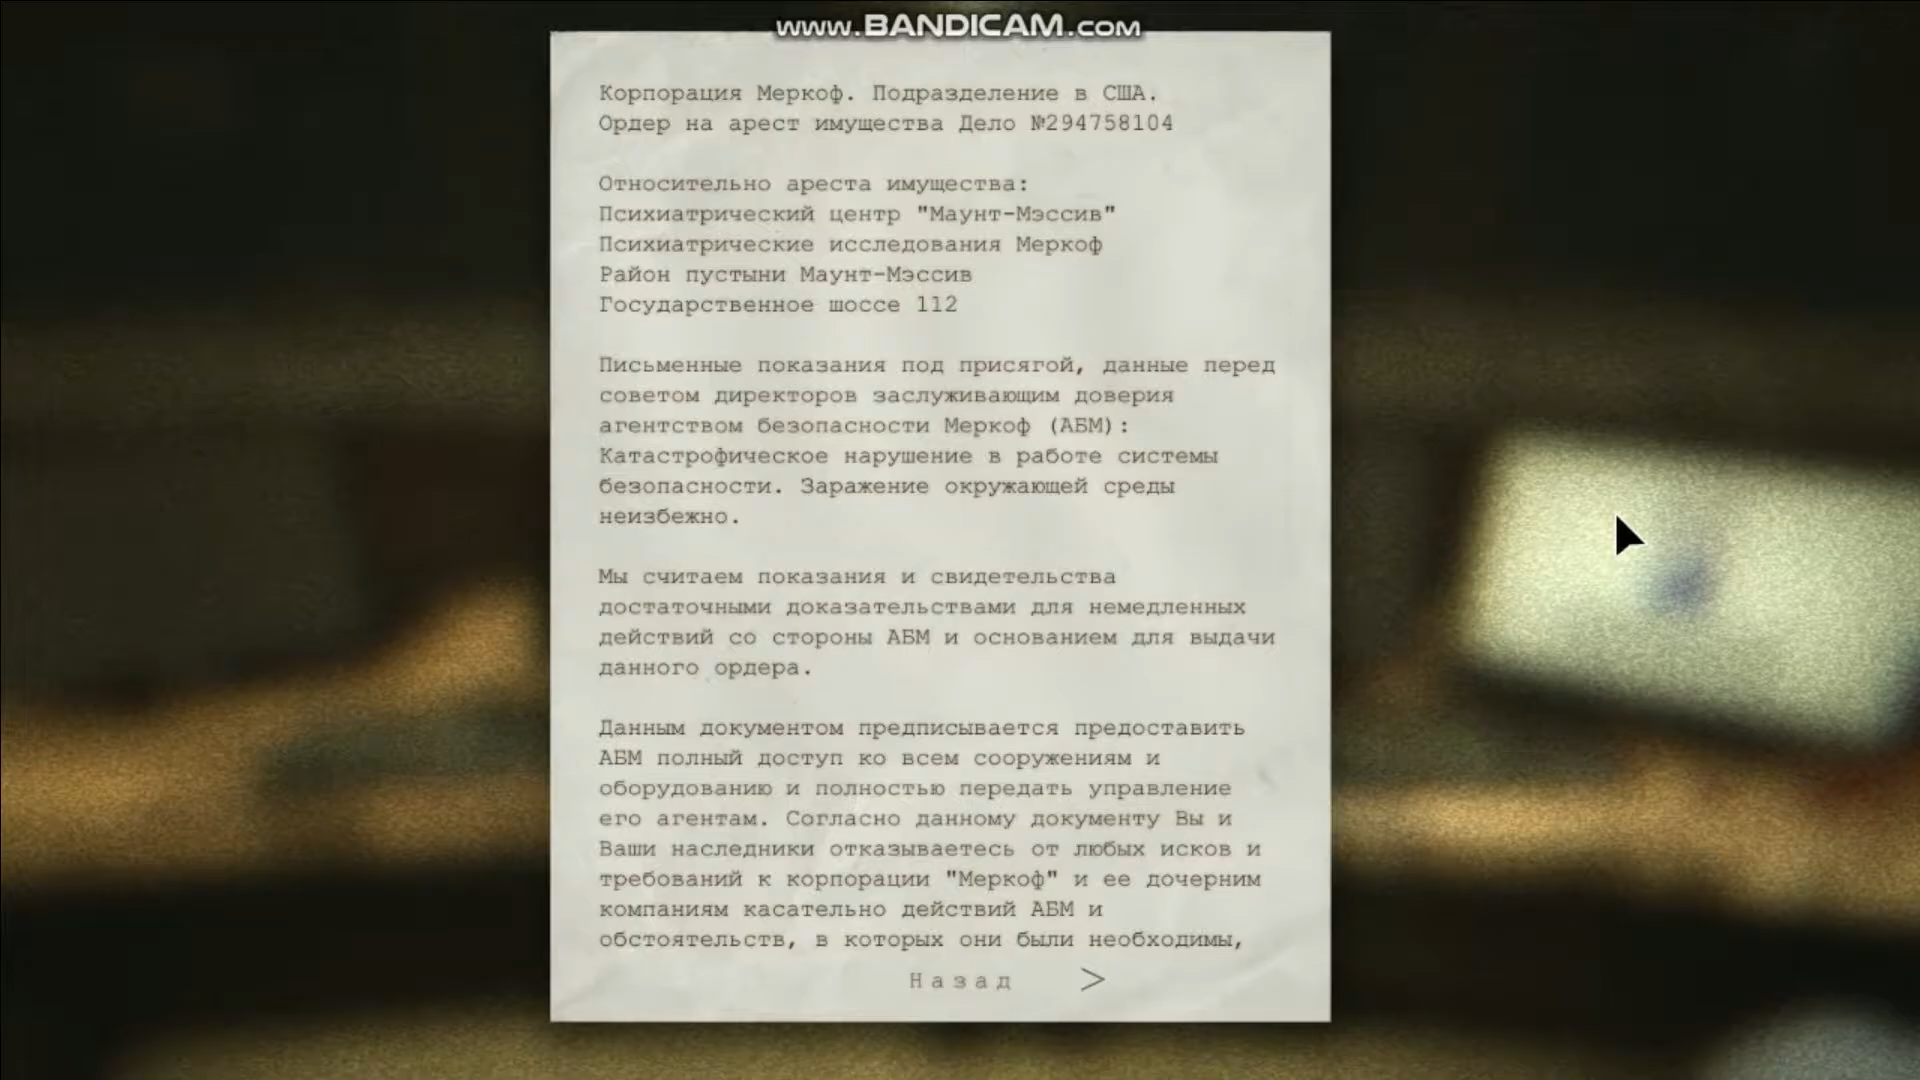 www.BANDICAM.com
Корпорация Меркоф. Подразделение в США.
Ордер на арест имущества Дело №294758104
Относительно ареста имущества:
Психиатрический центр "Маунт-Мэссив"
Психиатрические исследования Меркоф
Район пустыни Маунт-Мэссив
Государственное шоссе 112
Письменные показания под присягой, данные перед
советом директоров заслуживающим доверия
агентством безопасности Меркоф (АБМ):
Катастрофическое нарушение в работе системы
безопасности. Заражение окружающей среды
неизбежно.
Мы считаем показания и свидетельства
достаточными доказательствами для немедленных
действий со стороны АБМ и основанием для выдачи
данного ордера.
Данным документом предписывается предоставить
АБМ полный доступ ко всем сооружениям и
оборудованию и полностью передать управление
его агентам. Согласно данному документу Вы и
Ваши наследники отказываетесь от любых исков и
требований к корпорации "Меркоф" и ее дочерним
компаниям касательно действий АБМ и
обстоятельств, в которых они были необходимы,
Назад >